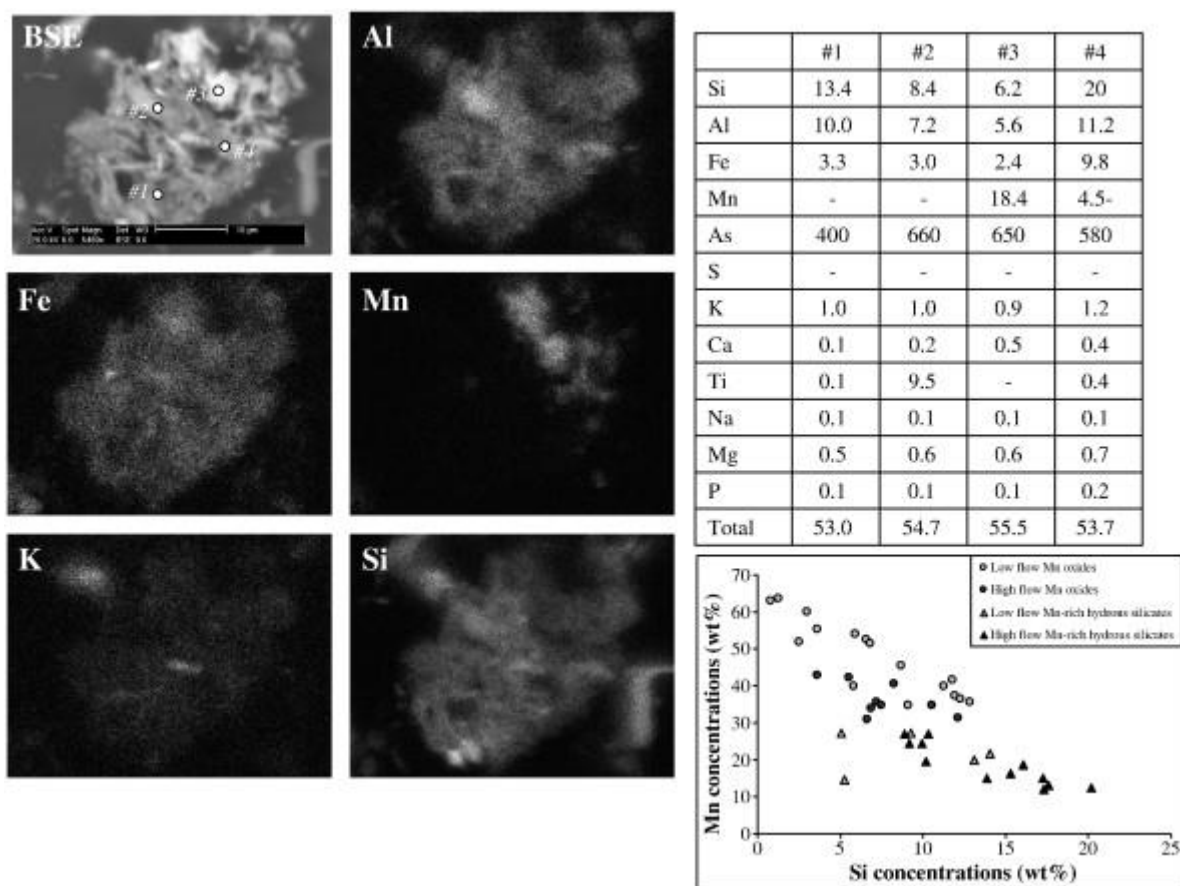 BSE
#3
#2
#4
#1
Acc.V Spot Magn Det WD
BSE
Al
Fe
Mn
K
Si
#1 #2 #3 #4
Si 13.4 8.4 6.2 20
Al 10.0 7.2 5.6 11.2
Fe 3.3 3.0 2.4 9.8
Mn - - 18.4 4.5-
As 400 660 650 580
S - - - -
K 1.0 1.0 0.9 1.2
Ca 0.1 0.2 0.5 0.4
Ti 0.1 9.5 - 0.4
Na 0.1 0.1 0.1 0.1
Mg 0.5 0.6 0.6 0.7
P 0.1 0.1 0.1 0.2
Total 53.0 54.7 55.5 53.7
Low flow Mn oxides
High flow Mn oxides
Low flow Mn-rich hydrous silicates
High flow Mn-rich hydrous silicates
Mn concentrations (wt%)
70
60
50
40
30
20
10
0
0 5 10 15 20 25
Si concentrations (wt%)